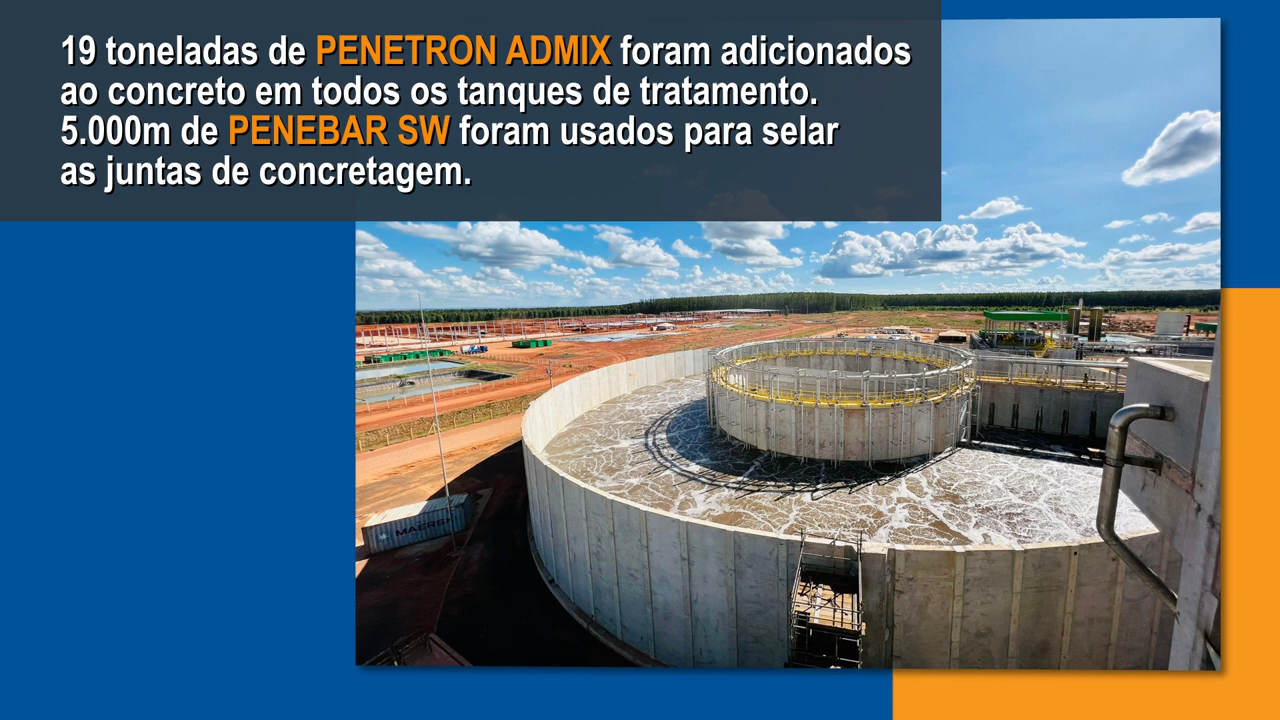 19 toneladas de PENETRON ADMIX foram adicionados
ao concreto em todos os tanques de tratamento.
5.000m de PENEBAR SW foram usados para selar
as juntas de concretagem.
MAERSK